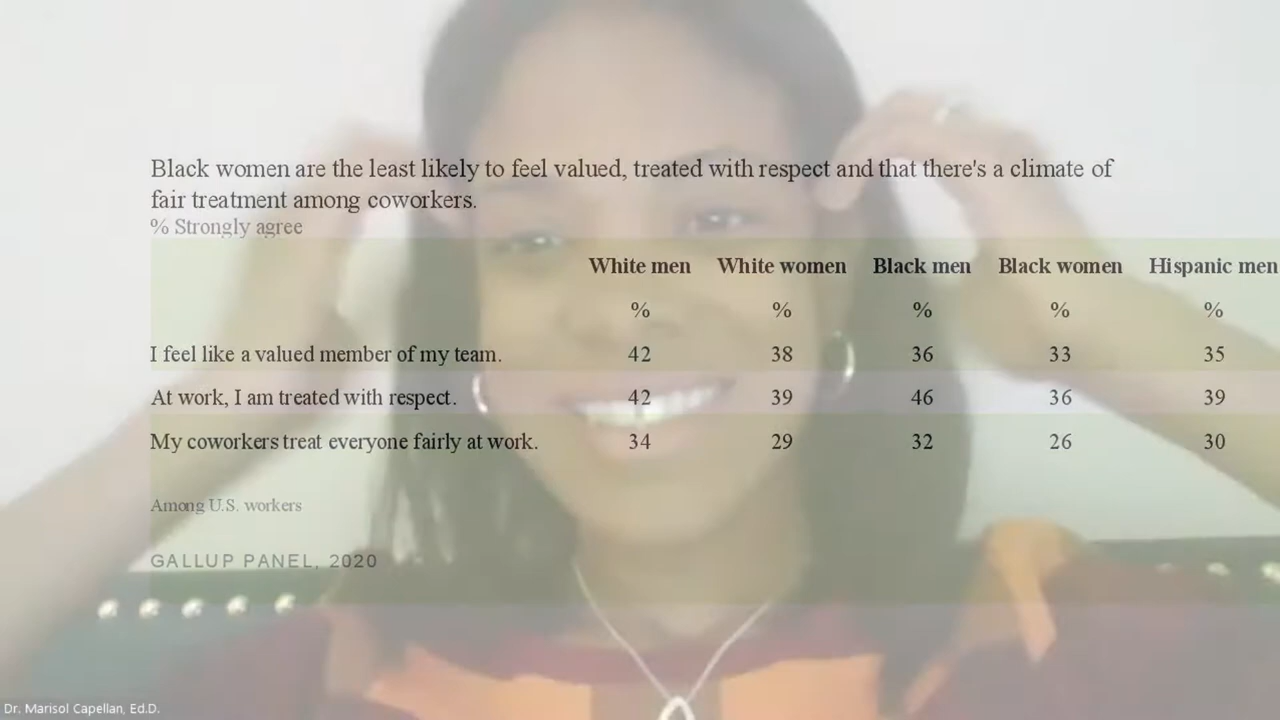 Black women are the least likely to feel valued, treated with respect and that there's a climate of
fair treatment among coworkers.
% Strongly agree
White men White women Black men Black women Hispanic men
% % % % %
I feel like a valued member of my team. 42 38 36 33 35
At work, I am treated with respect. 42 39 46 36 39
My coworkers treat everyone fairly at work. 34 29 32 26 30
Among U.S. workers
GALLUP PANEL, 2020
Dr. Marisol Capellan, Ed.D.